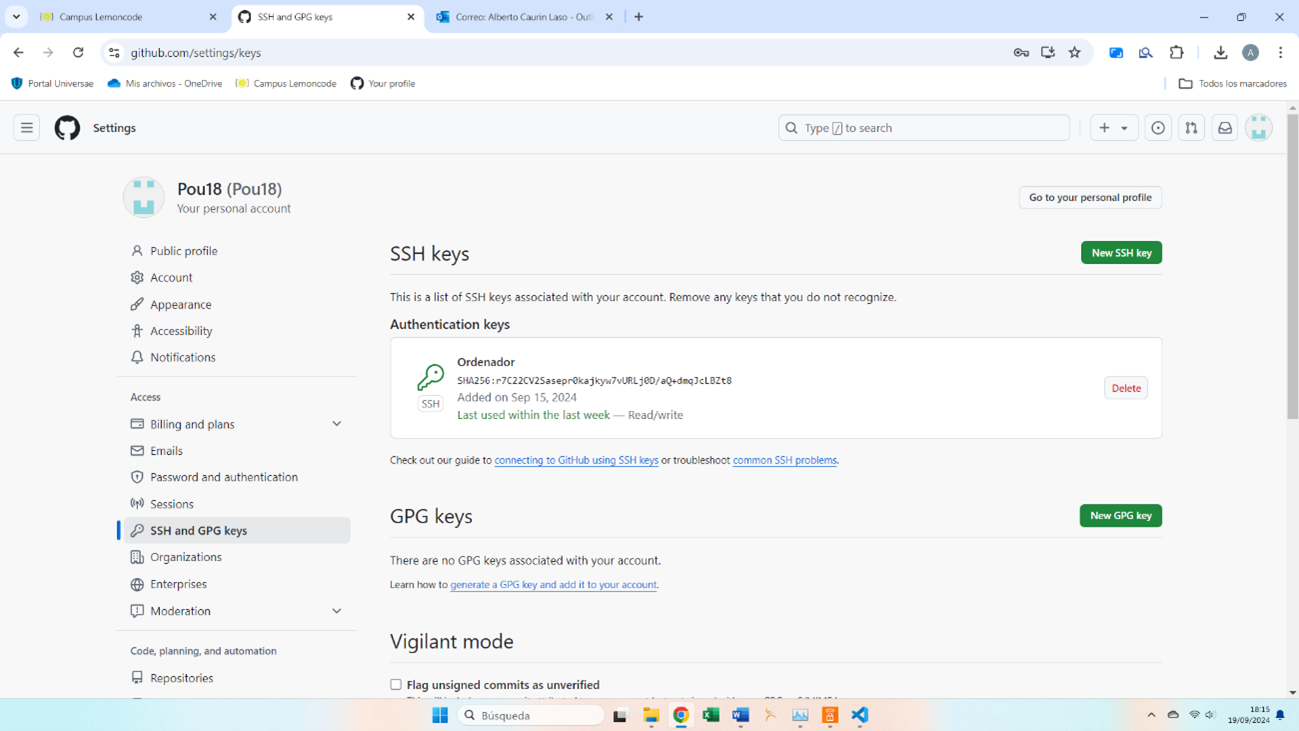 Campus Lemoncode
SSH and GPG keys
Correo: Alberto Caurin Laso - Outl
github.com/settings/keys
A
Portal Universae
Mis archivos - OneDrive
Campus Lemoncode
Your profile
Todos los marcadores
Settings
Type / to search
Pou18 (Pou18)
Your personal account
Go to your personal profile
Public profile
Account
Appearance
Accessibility
Notifications
Access
Billing and plans
Emails
Password and authentication
Sessions
SSH and GPG keys
Organizations
Enterprises
Moderation
Code, planning, and automation
Repositories
SSH keys
New SSH key
This is a list of SSH keys associated with your account. Remove any keys that you do not recognize.
Authentication keys
Ordenador
SHA256:r7C22CV2Sasepr0kajkyw7vURLj0D/aQ+dmqJcLBZt8
Added on Sep 15, 2024
Last used within the last week — Read/write
SSH
Delete
Check out our guide to connecting to GitHub using SSH keys or troubleshoot common SSH problems.
GPG keys
New GPG key
There are no GPG keys associated with your account.
Learn how to generate a GPG key and add it to your account.
Vigilant mode
Flag unsigned commits as unverified
Búsqueda
18:15
19/09/2024